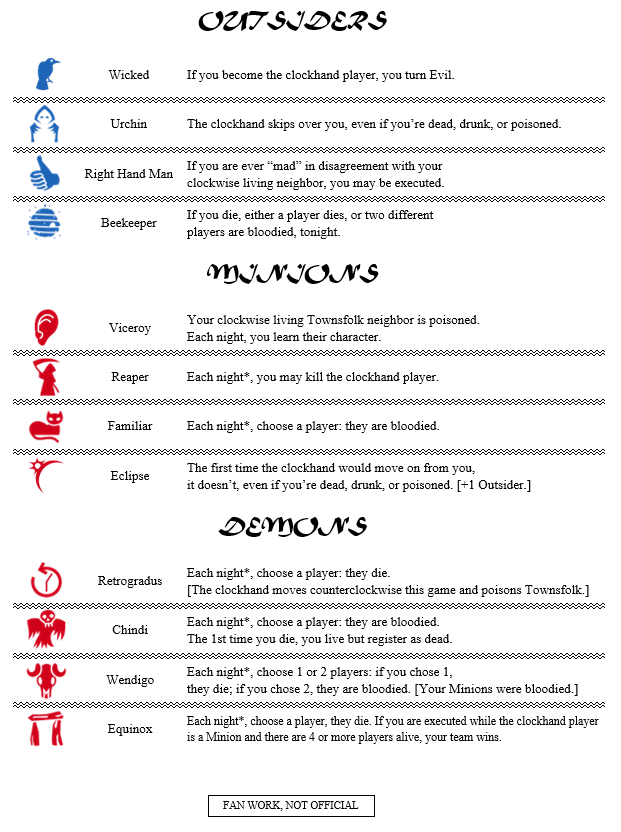 OUTSIDERS
Wicked If you become the clockhand player, you turn Evil.
Urchin The clockhand skips over you, even if you’re dead, drunk, or poisoned.
Right Hand Man If you are ever “mad” in disagreement with your
clockwise living neighbor, you may be executed.
Beekeeper If you die, either a player dies, or two different
players are bloodied, tonight.
MINIONS
Viceroy Your clockwise living Townsfolk neighbor is poisoned.
Each night, you learn their character.
Reaper Each night*, you may kill the clockhand player.
Familiar Each night*, choose a player: they are bloodied.
Eclipse The first time the clockhand would move on from you,
it doesn’t, even if you’re dead, drunk, or poisoned. [+1 Outsider.]
DEMONS
Retrogradus Each night*, choose a player: they die.
[The clockhand moves counterclockwise this game and poisons Townsfolk.]
Chindi Each night*, choose a player: they are bloodied.
The 1st time you die, you live but register as dead.
Wendigo Each night*, choose 1 or 2 players: if you chose 1,
they die; if you chose 2, they are bloodied. [Your Minions were bloodied.]
Equinox Each night*, choose a player, they die. If you are executed while the clockhand player
is a Minion and there are 4 or more players alive, your team wins.
FAN WORK, NOT OFFICIAL